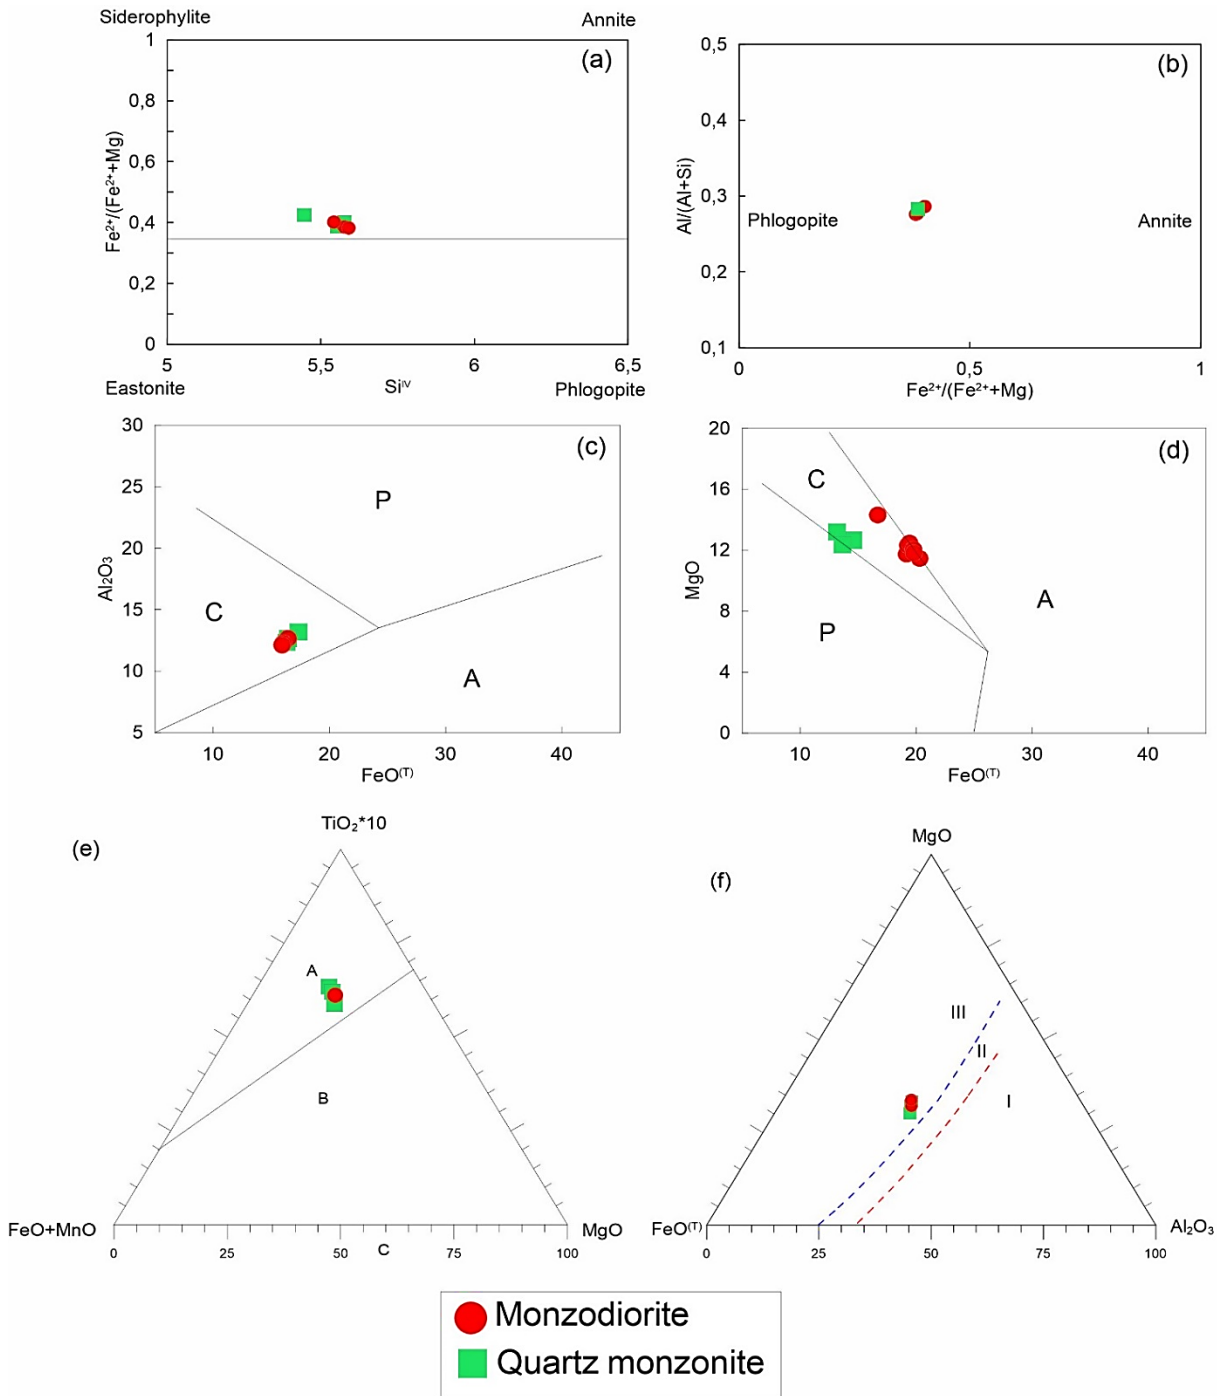 Siderophylite
Annite
(a)
1
0,8
0,6
0,4
0,2
0
Fe²⁺/(Fe²⁺+Mg)
5
5,5
6
6,5
Eastonite
Siᴵⱽ
Phlogopite
(b)
0,5
0,4
0,3
0,2
0,1
Al/(Al+Si)
Phlogopite
Annite
0
0,5
1
Fe²⁺/(Fe²⁺+Mg)
(c)
30
25
20
15
10
5
Al₂O₃
P
C
A
10
20
30
40
FeO⁽ᵀ⁾
(d)
20
16
12
8
4
0
MgO
C
P
A
10
20
30
40
FeO⁽ᵀ⁾
(e)
TiO₂*10
A
B
FeO+MnO
MgO
0
25
50
C
75
100
(f)
MgO
III
II
I
FeO⁽ᵀ⁾
Al₂O₃
0
25
50
75
100
Monzodiorite
Quartz monzonite